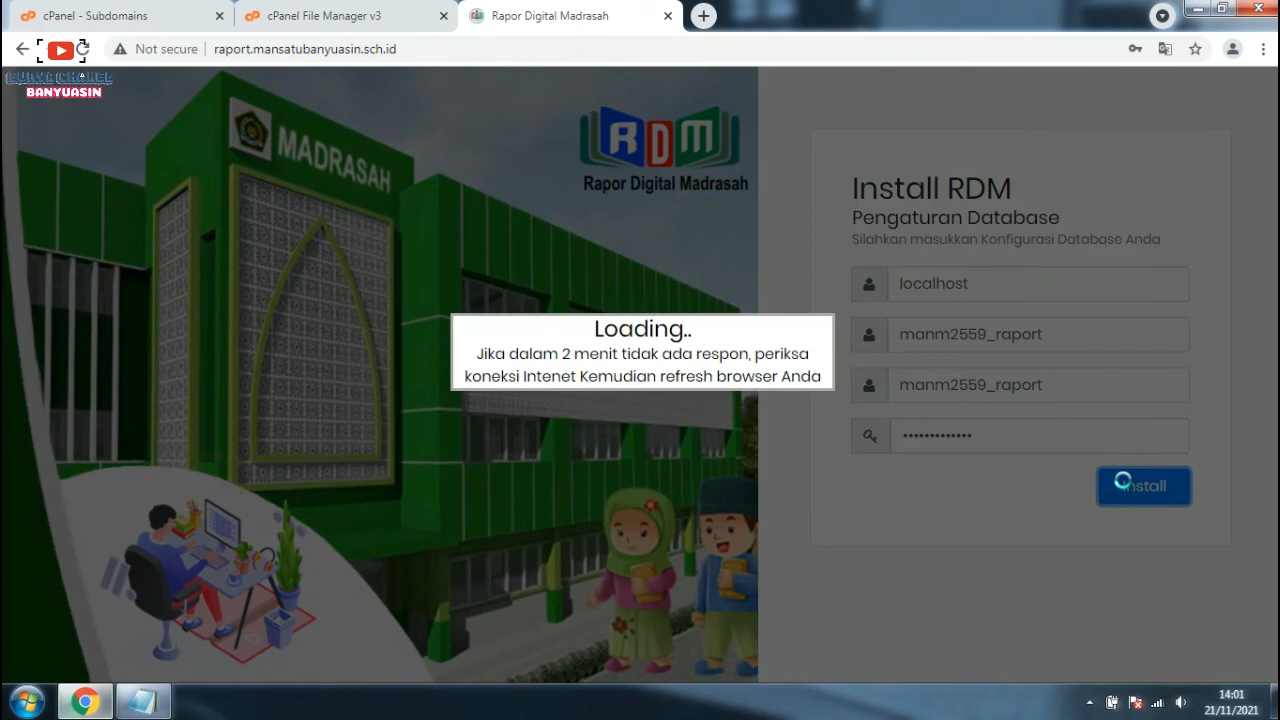 cPanel - Subdomains
cPanel File Manager v3
Rapor Digital Madrasah
Not secure
raport.mansatubanyuasin.sch.id
BANYUASIN
MADRASAH
RDM
Rapor Digital Madrasah
Install RDM
Pengaturan Database
Silahkan masukkan Konfigurasi Database Anda
localhost
manm2559_raport
manm2559_raport
•••••••••••••
Install
Loading..
Jika dalam 2 menit tidak ada respon, periksa
koneksi Intenet Kemudian refresh browser Anda
14:01
21/11/2021